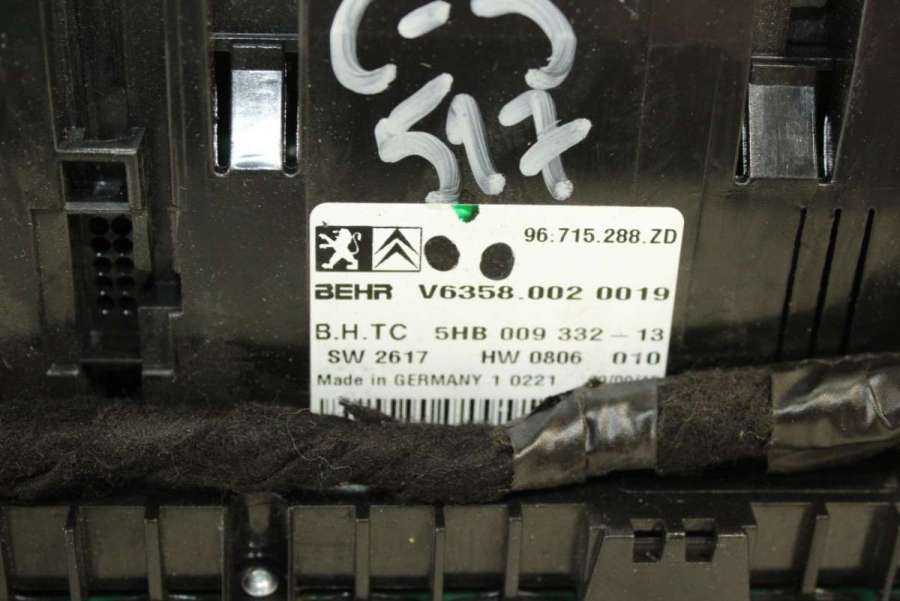 517
96:715.288.ZD
BEHR V6358.002 0019
B.H.TC 5HB 009 332-13
SW 2617 HW 0806 010
Made in GERMANY 1 0221